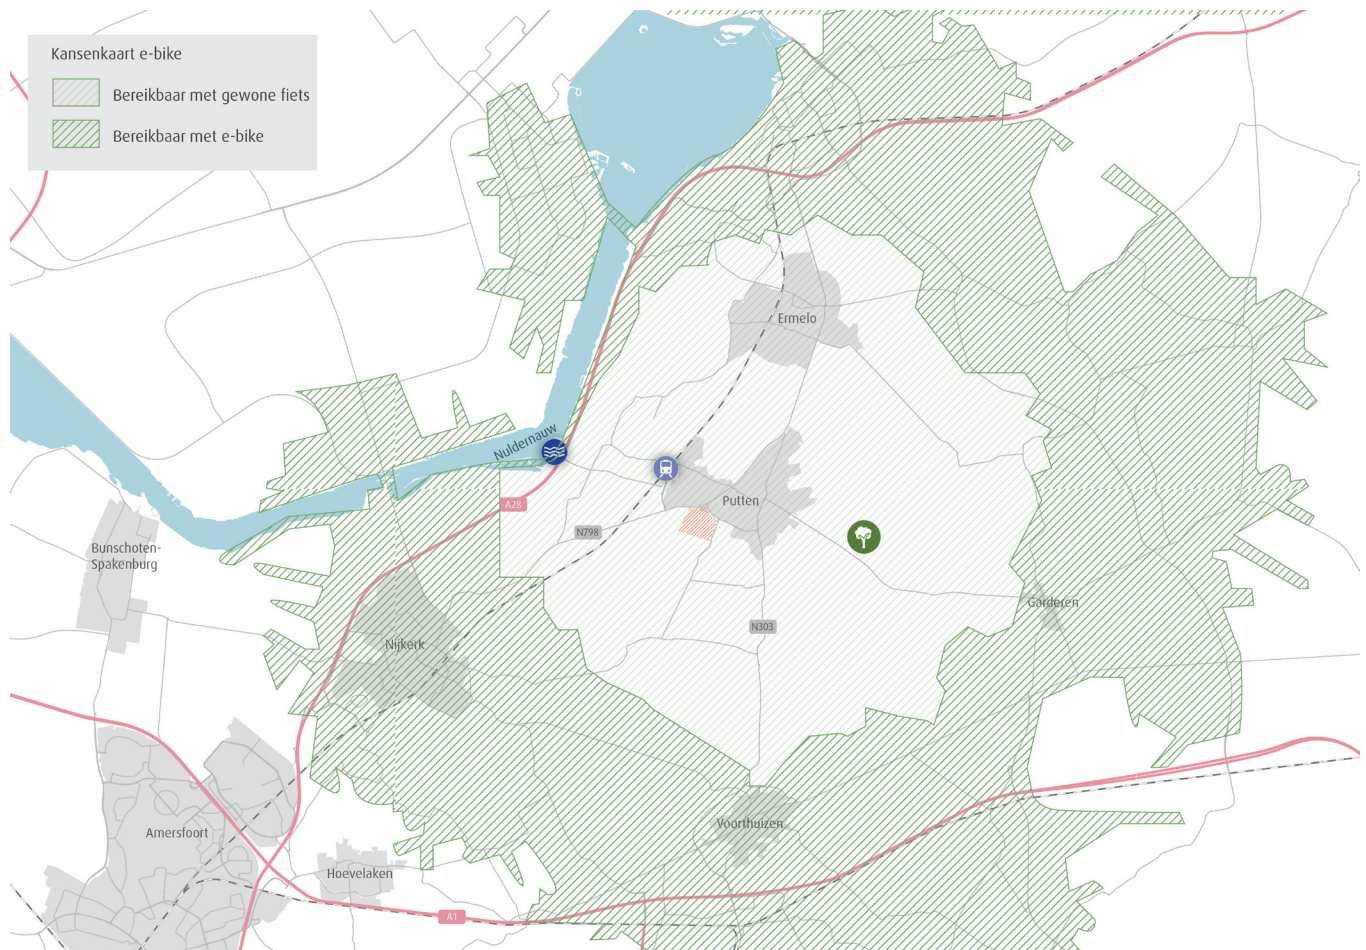 Kansenkaart e-bike
Bereikbaar met gewone fiets
Bereikbaar met e-bike
Ermelo
Nuldernauw
Putten
A28
N798
Bunschoten-
Spakenburg
Garderen
N303
Nijkerk
Voorthuizen
Amersfoort
Hoevelaken
A1